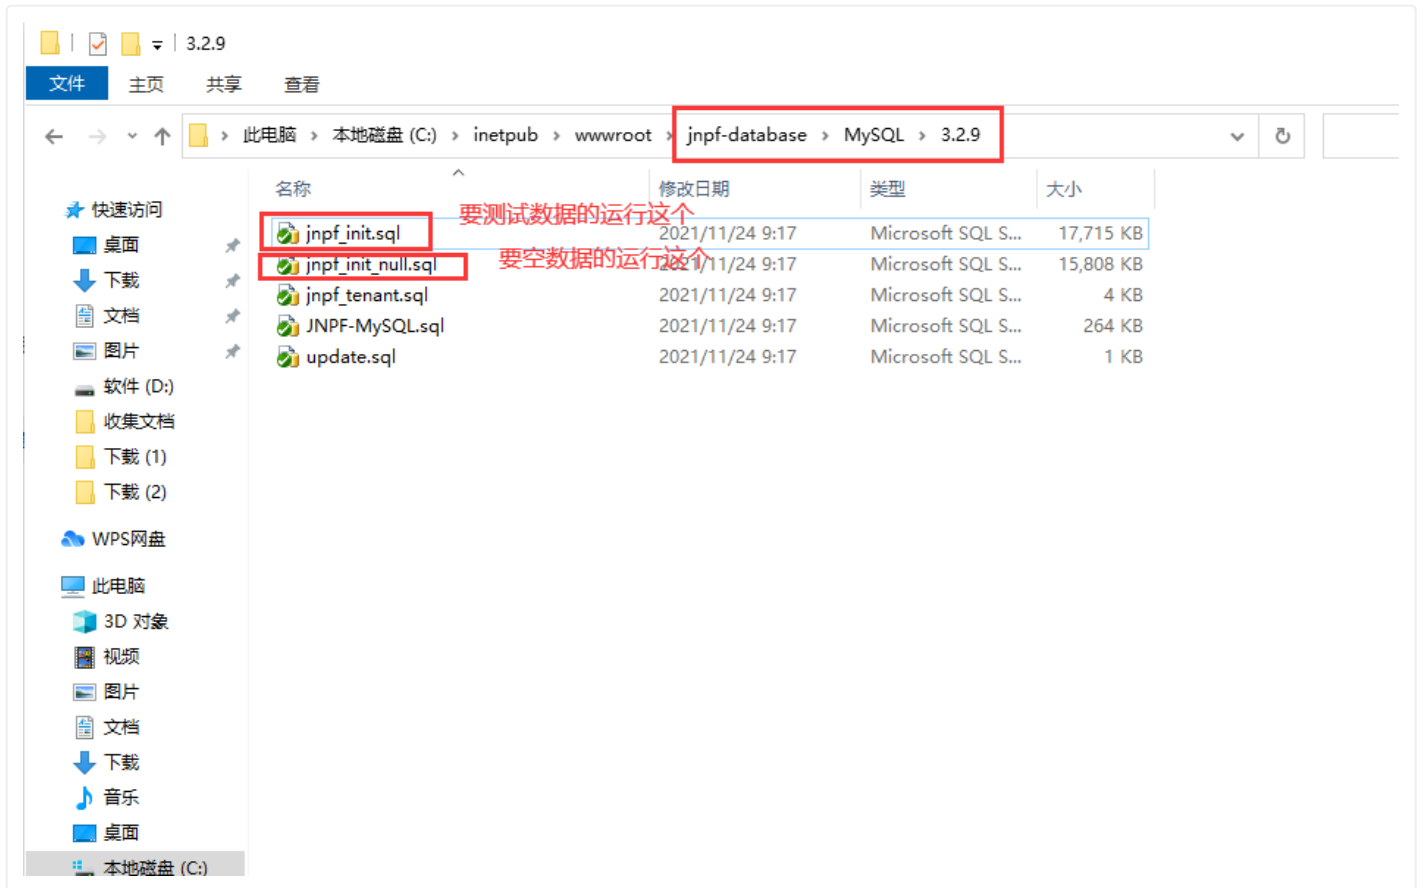 3.2.9
文件 主页 共享 查看
此电脑 本地磁盘 (C:) inetpub wwwroot jnpf-database MySQL 3.2.9
名称 修改日期 类型 大小
要测试数据的运行这个
jnpf_init.sql 2021/11/24 9:17 Microsoft SQL S... 17,715 KB
要空数据的运行这个
jnpf_init_null.sql 2021/11/24 9:17 Microsoft SQL S... 15,808 KB
jnpf_tenant.sql 2021/11/24 9:17 Microsoft SQL S... 4 KB
JNPF-MySQL.sql 2021/11/24 9:17 Microsoft SQL S... 264 KB
update.sql 2021/11/24 9:17 Microsoft SQL S... 1 KB
快速访问
桌面
下载
文档
图片
软件 (D:)
收集文档
下载 (1)
下载 (2)
WPS网盘
此电脑
3D 对象
视频
图片
文档
下载
音乐
桌面
本地磁盘 (C:)